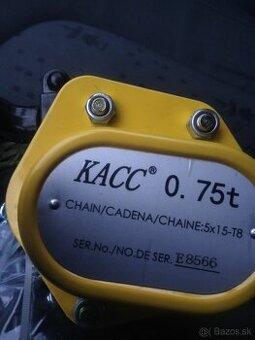 KACC® 0.75t
CHAIN/CADENA/CHAINE:5x15-T8
SER.No./NO.DE SER. E8566
© Bazos.sk